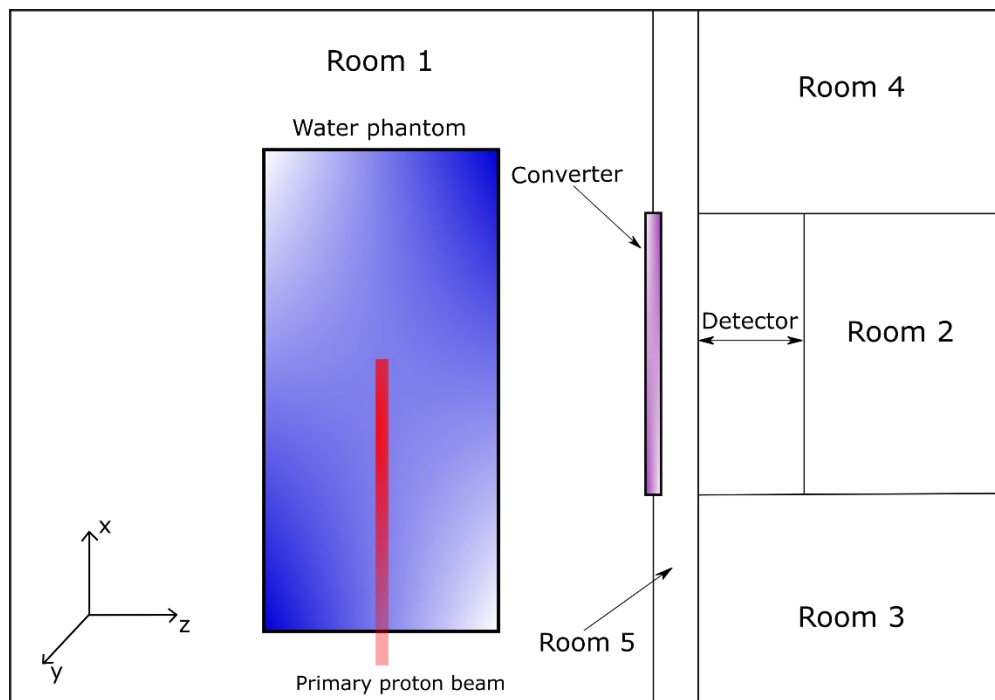 Room 1
Room 4
Water phantom
Converter
Detector
Room 2
x
z
y
Room 5
Room 3
Primary proton beam